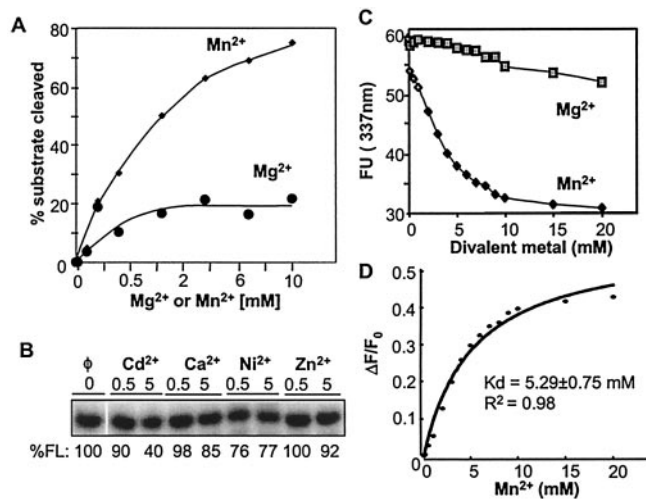 A
% substrate cleaved
80
60
40
20
0
Mn²⁺
Mg²⁺
0 0.5 2 6 10
Mg²⁺ or Mn²⁺ [mM]
B
ϕ Cd²⁺ Ca²⁺ Ni²⁺ Zn²⁺
0 0.5 5 0.5 5 0.5 5 0.5 5
%FL: 100 90 40 98 85 76 77 100 92
C
FU ( 337nm)
60
50
40
30
Mg²⁺
Mn²⁺
0 5 10 15 20
Divalent metal (mM)
D
ΔF/F₀
0.5
0.4
0.3
0.2
0.1
Kd = 5.29±0.75 mM
R² = 0.98
0 5 10 15 20
Mn²⁺ (mM)